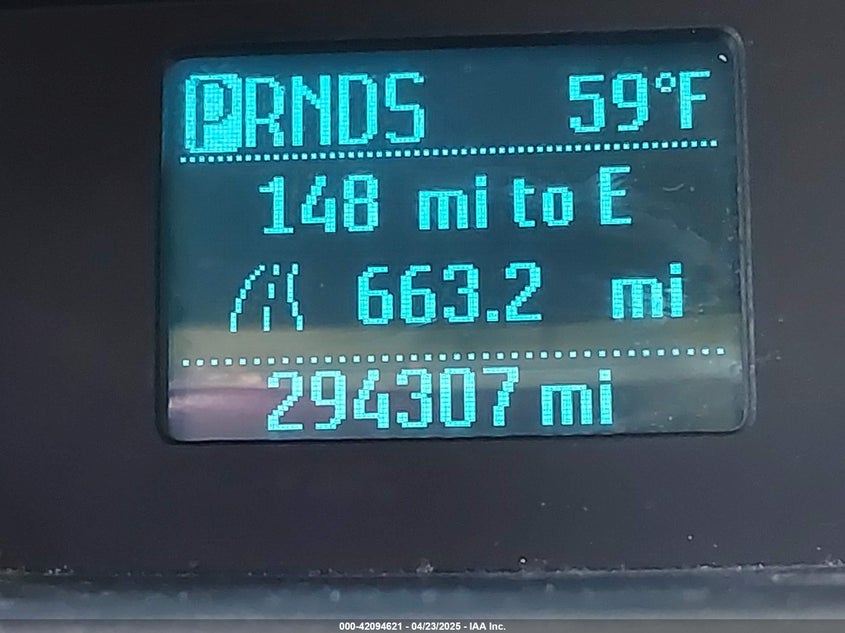 PRNDS 59°F
148 mi to E
663.2 mi
294307 mi
000-42094621 - 04/23/2025 - IAA Inc.